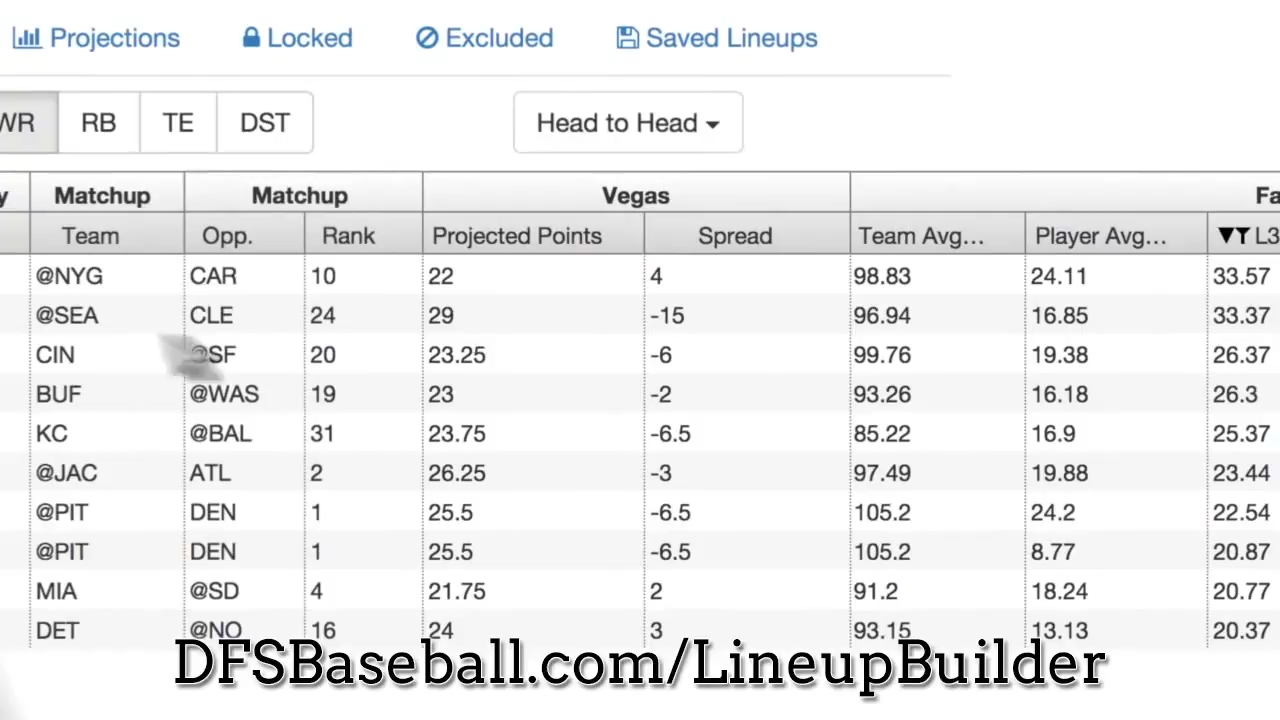 Projections Locked Excluded Saved Lineups
WR RB TE DST Head to Head
y Matchup Matchup Vegas Fa
Team Opp. Rank Projected Points Spread Team Avg... Player Avg... L3
@NYG CAR 10 22 4 98.83 24.11 33.57
@SEA CLE 24 29 -15 96.94 16.85 33.37
CIN @SF 20 23.25 -6 99.76 19.38 26.37
BUF @WAS 19 23 -2 93.26 16.18 26.3
KC @BAL 31 23.75 -6.5 85.22 16.9 25.37
@JAC ATL 2 26.25 -3 97.49 19.88 23.44
@PIT DEN 1 25.5 -6.5 105.2 24.2 22.54
@PIT DEN 1 25.5 -6.5 105.2 8.77 20.87
MIA @SD 4 21.75 2 91.2 18.24 20.77
DET @NO 16 24 3 93.15 13.13 20.37
DFSBaseball.com/LineupBuilder